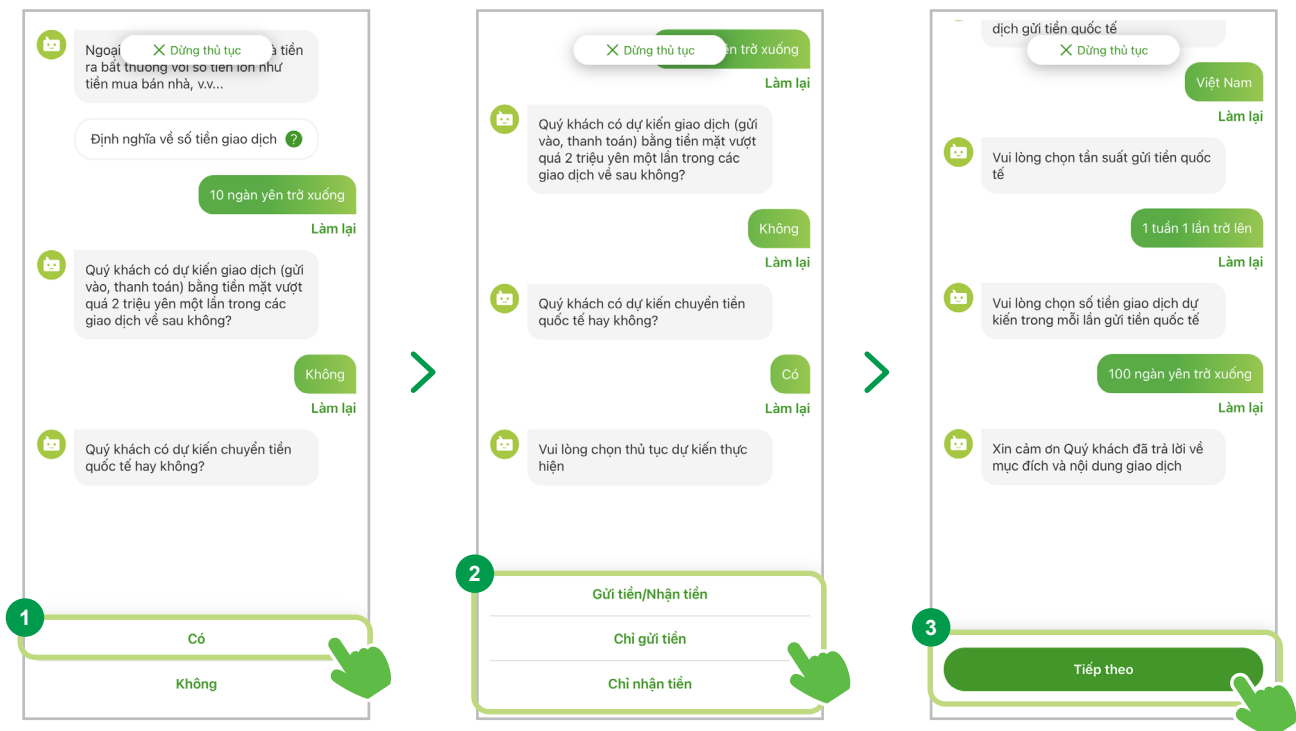 Ngoại
à tiền
Dừng thủ tục
ra bất thường với số tiền lớn như
tiền mua bán nhà, v.v...
Định nghĩa về số tiền giao dịch ?
10 ngàn yên trở xuống
Làm lại
Quý khách có dự kiến giao dịch (gửi
vào, thanh toán) bằng tiền mặt vượt
quá 2 triệu yên một lần trong các
giao dịch về sau không?
Không
Làm lại
Quý khách có dự kiến chuyển tiền
quốc tế hay không?
1
Có
Không
Dừng thủ tục
ên trở xuống
Làm lại
Quý khách có dự kiến giao dịch (gửi
vào, thanh toán) bằng tiền mặt vượt
quá 2 triệu yên một lần trong các
giao dịch về sau không?
Không
Làm lại
Quý khách có dự kiến chuyển tiền
quốc tế hay không?
Có
Làm lại
Vui lòng chọn thủ tục dự kiến thực
hiện
2
Gửi tiền/Nhận tiền
Chỉ gửi tiền
Chỉ nhận tiền
dịch gửi tiền quốc tế
Dừng thủ tục
Việt Nam
Làm lại
Vui lòng chọn tần suất gửi tiền quốc
tế
1 tuần 1 lần trở lên
Làm lại
Vui lòng chọn số tiền giao dịch dự
kiến trong mỗi lần gửi tiền quốc tế
100 ngàn yên trở xuống
Làm lại
Xin cảm ơn Quý khách đã trả lời về
mục đích và nội dung giao dịch
3
Tiếp theo